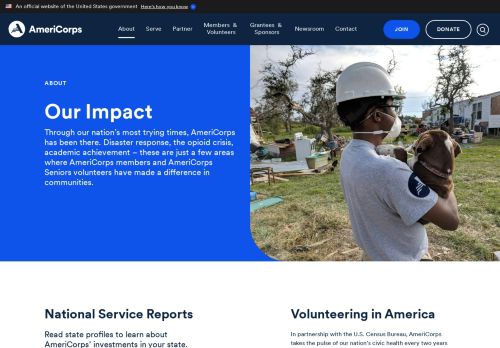 An official website of the United States government Here's how you know
AmeriCorps
About Serve Partner Members & Volunteers Grantees & Sponsors Newsroom Contact JOIN DONATE
ABOUT
Our Impact
Through our nation's most trying times, AmeriCorps
has been there. Disaster response, the opioid crisis,
academic achievement – these are just a few areas
where AmeriCorps members and AmeriCorps
Seniors volunteers have made a difference in
communities.
National Service Reports
Read state profiles to learn about
AmeriCorps' investments in your state.
Volunteering in America
In partnership with the U.S. Census Bureau, AmeriCorps
takes the pulse of our nation's civic health every two years